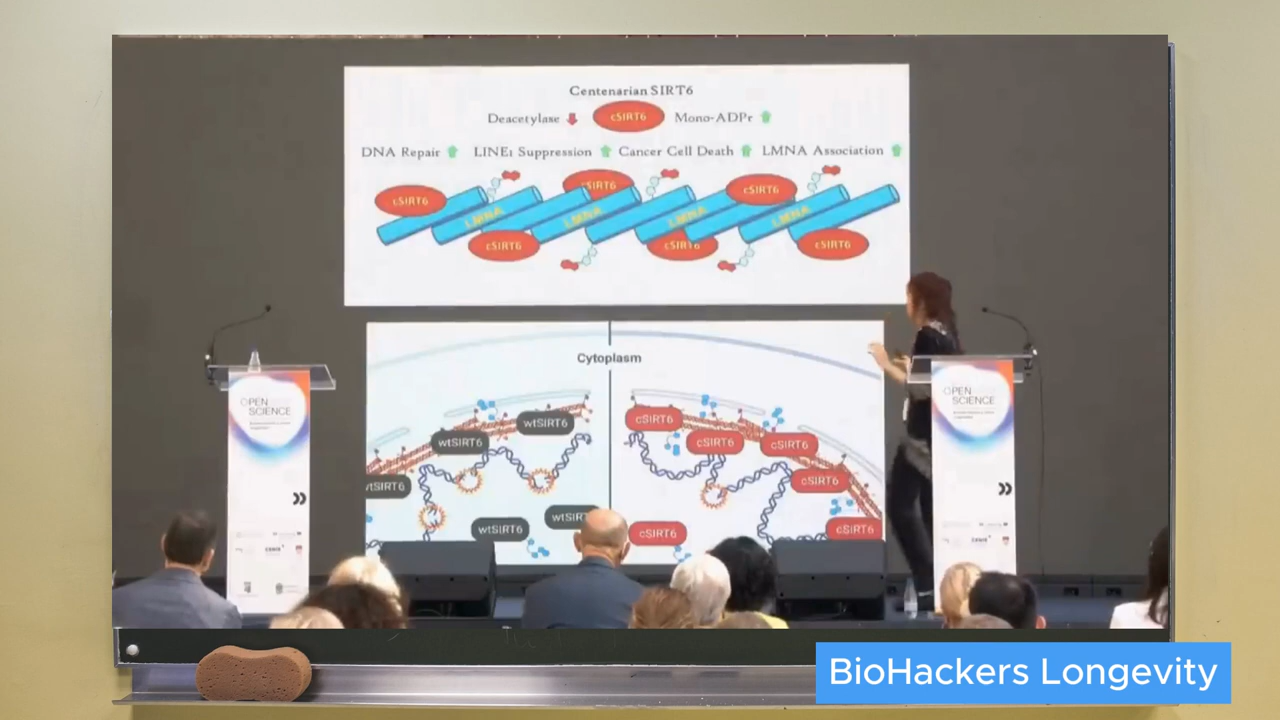 Centenarian SIRT6
Deacetylase cSIRT6 Mono-ADPr
DNA Repair LINE1 Suppression Cancer Cell Death LMNA Association
cSIRT6 cSIRT6 cSIRT6
LMNA LMNA LMNA LMNA
cSIRT6 cSIRT6 cSIRT6
Cytoplasm
wtSIRT6 cSIRT6
wtSIRT6 cSIRT6 cSIRT6
wtSIRT6 cSIRT6
wtSIRT6 cSIRT6 cSIRT6
OPEN
SCIENCE
OPEN
SCIENCE
BioHackers Longevity